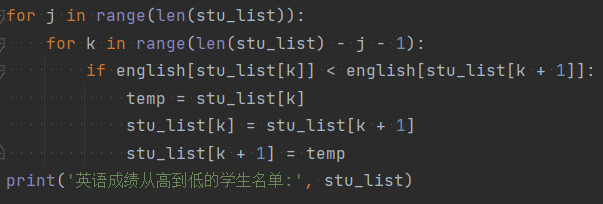 for j in range(len(stu_list)):
    for k in range(len(stu_list) - j - 1):
        if english[stu_list[k]] < english[stu_list[k + 1]]:
            temp = stu_list[k]
            stu_list[k] = stu_list[k + 1]
            stu_list[k + 1] = temp
print('英语成绩从高到低的学生名单:', stu_list)